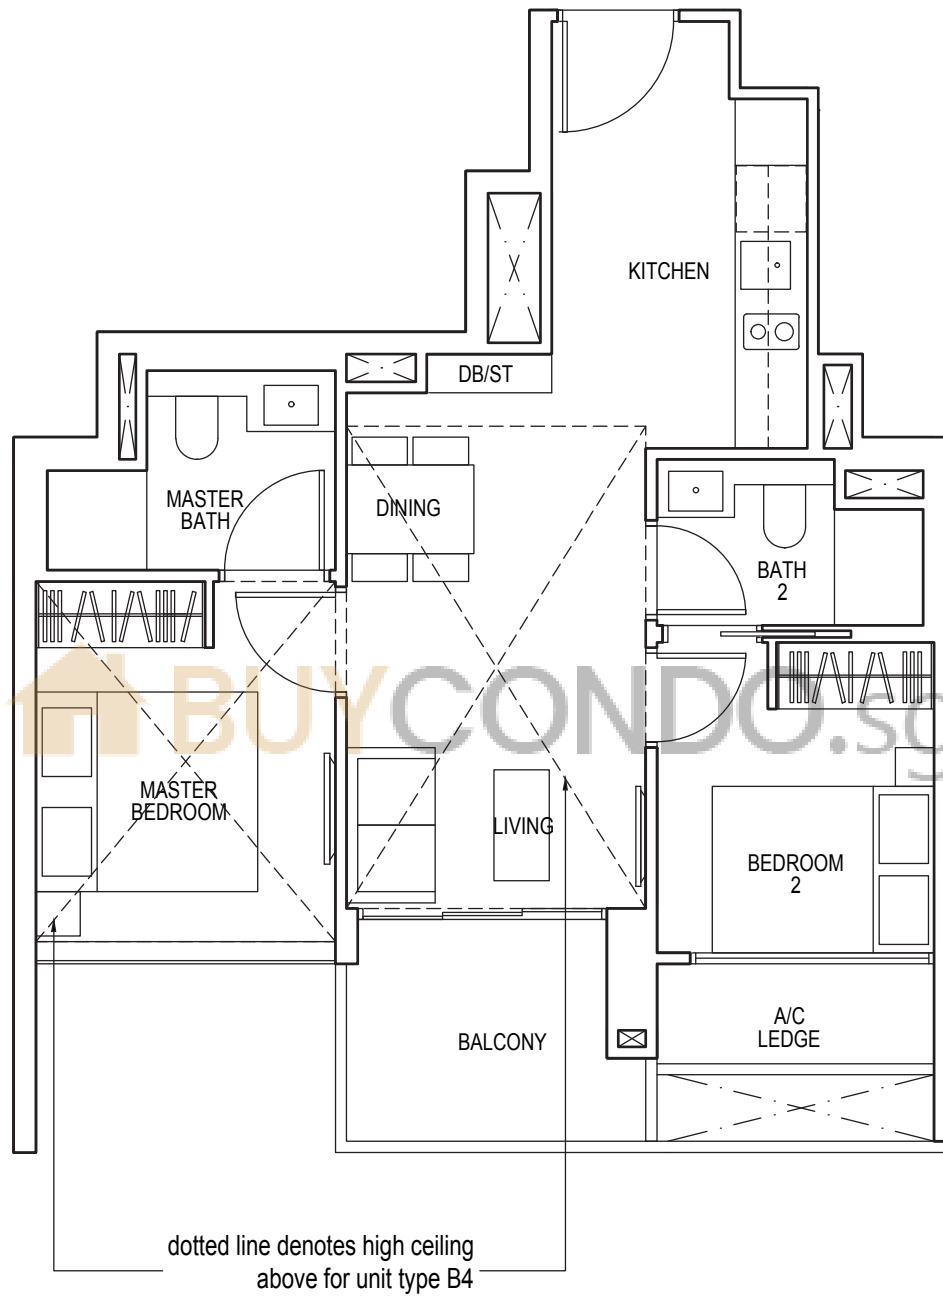 KITCHEN
DB/ST
MASTER
BATH
DINING
BATH
2
BUYCONDO.sg
MASTER
BEDROOM
LIVING
BEDROOM
2
A/C
LEDGE
BALCONY
dotted line denotes high ceiling
above for unit type B4